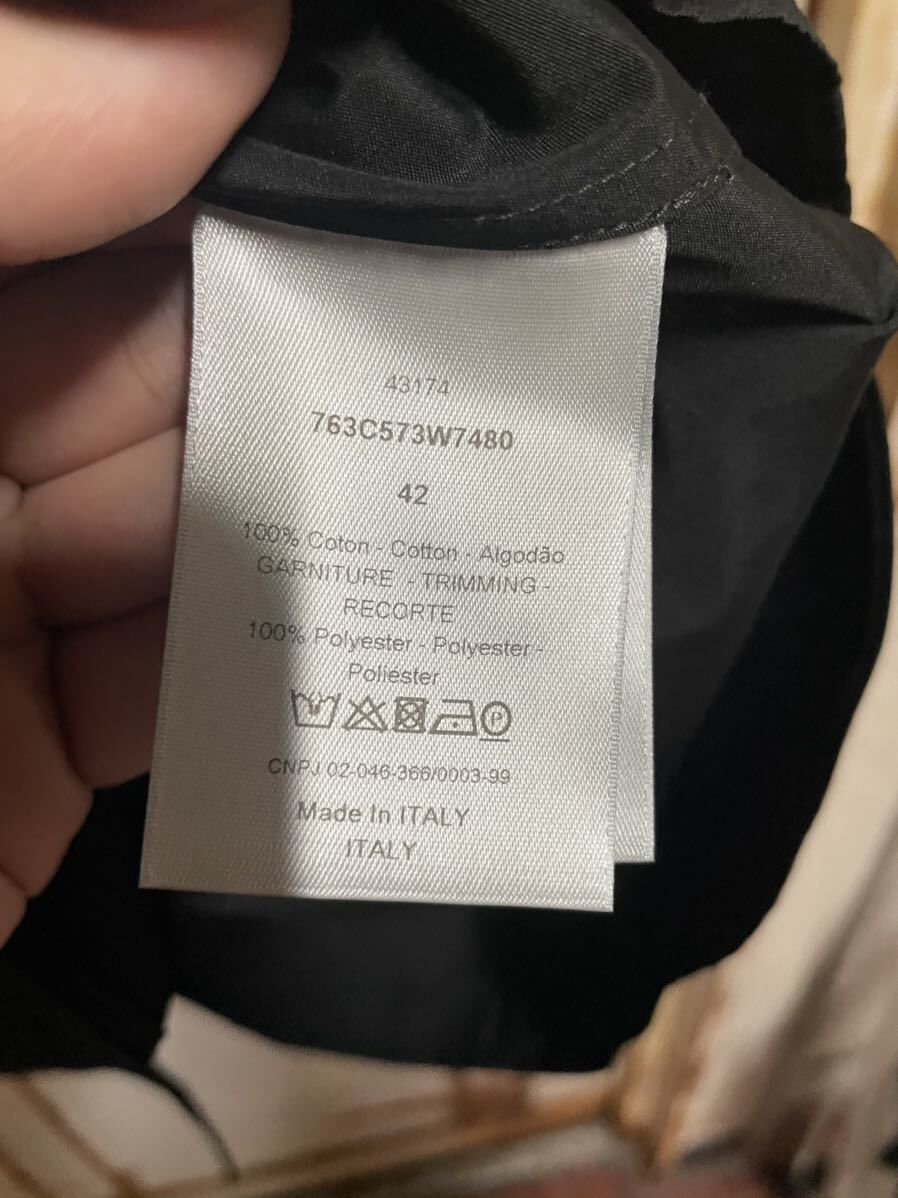 43174
763C573W7480
42
100% Coton - Cotton - Algodão
GARNITURE - TRIMMING -
RECORTE
100% Polyester - Polyester -
Poliester
P
CNPJ 02-046-366/0003-99
Made In ITALY
ITALY